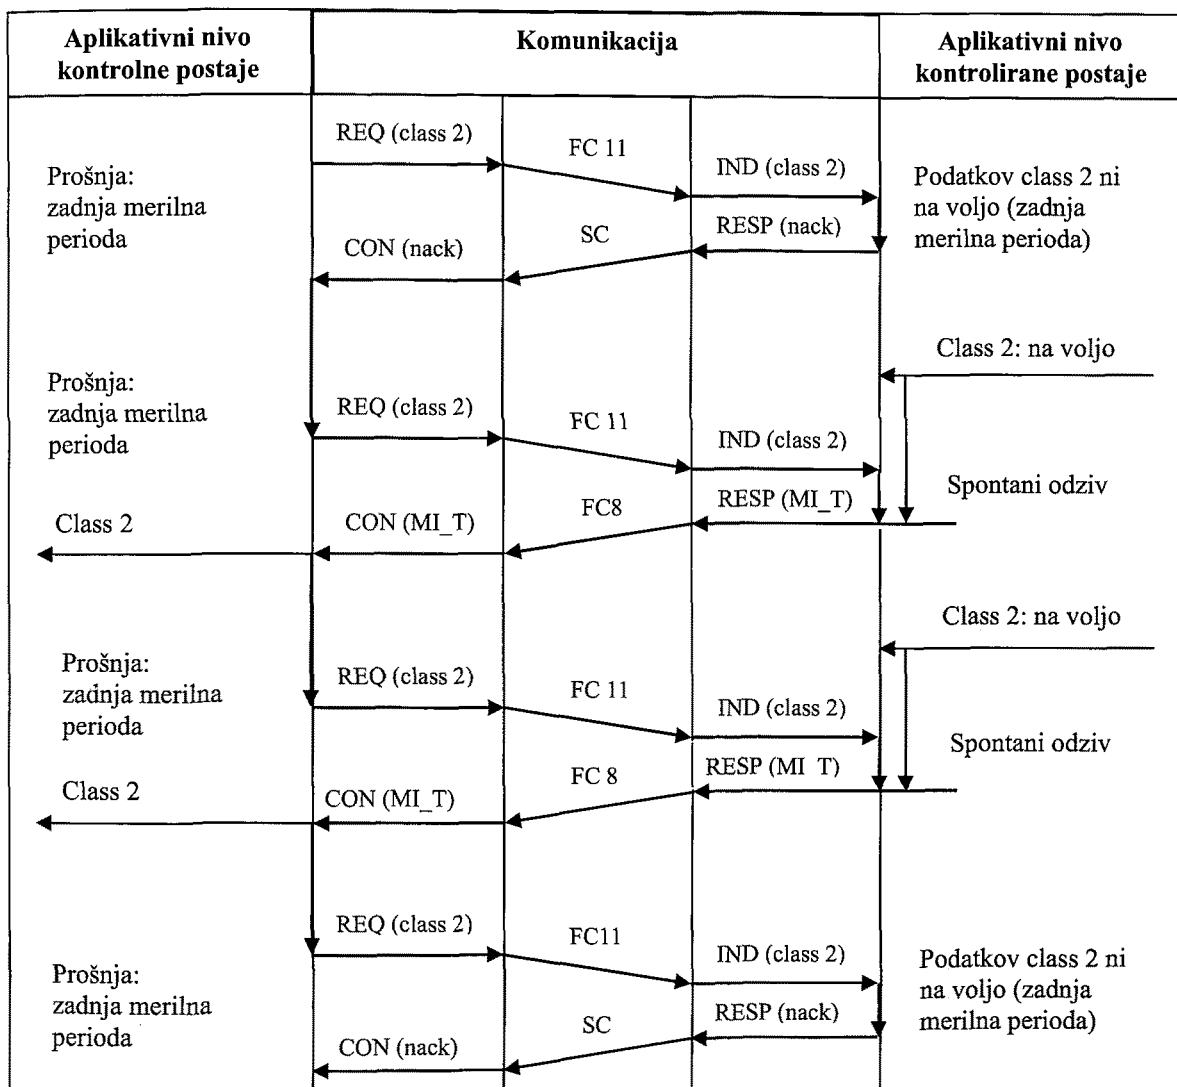 Aplikativni nivo
kontrolne postaje
Komunikacija
Aplikativni nivo
kontrolirane postaje
REQ (class 2)
FC 11
IND (class 2)
Prošnja:
zadnja merilna
perioda
Podatkov class 2 ni
na voljo (zadnja
merilna perioda)
RESP (nack)
SC
CON (nack)
Class 2: na voljo
Prošnja:
zadnja merilna
perioda
REQ (class 2)
FC 11
IND (class 2)
Spontani odziv
RESP (MI_T)
FC8
CON (MI_T)
Class 2
Class 2: na voljo
Prošnja:
zadnja merilna
perioda
REQ (class 2)
FC 11
IND (class 2)
Spontani odziv
RESP (MI T)
FC 8
CON (MI_T)
Class 2
REQ (class 2)
FC11
IND (class 2)
Prošnja:
zadnja merilna
perioda
Podatkov class 2 ni
na voljo (zadnja
merilna perioda)
RESP (nack)
SC
CON (nack)